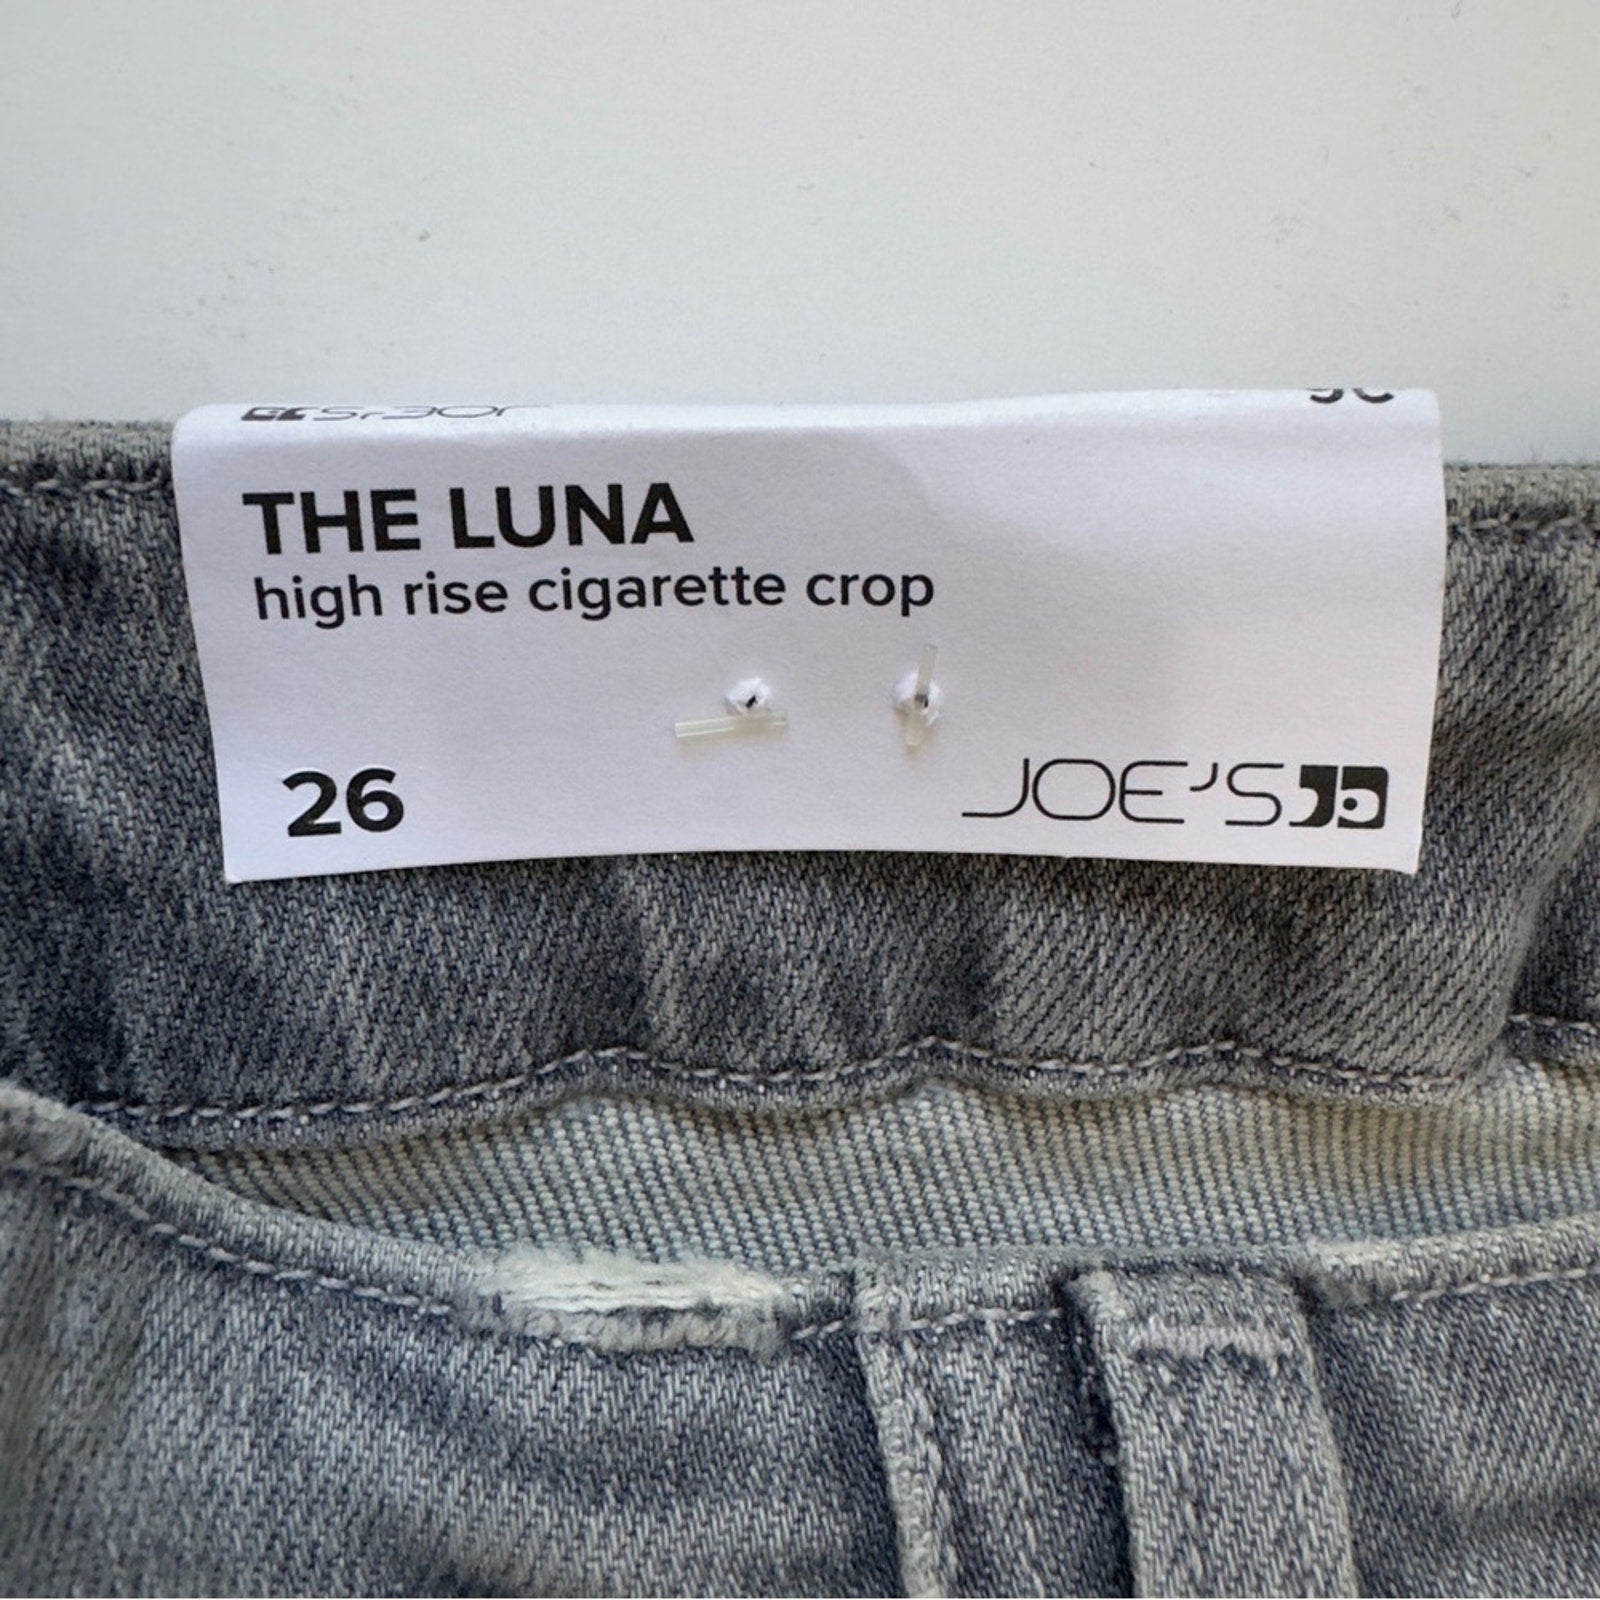 THE LUNA
high rise cigarette crop
26
JOE'S